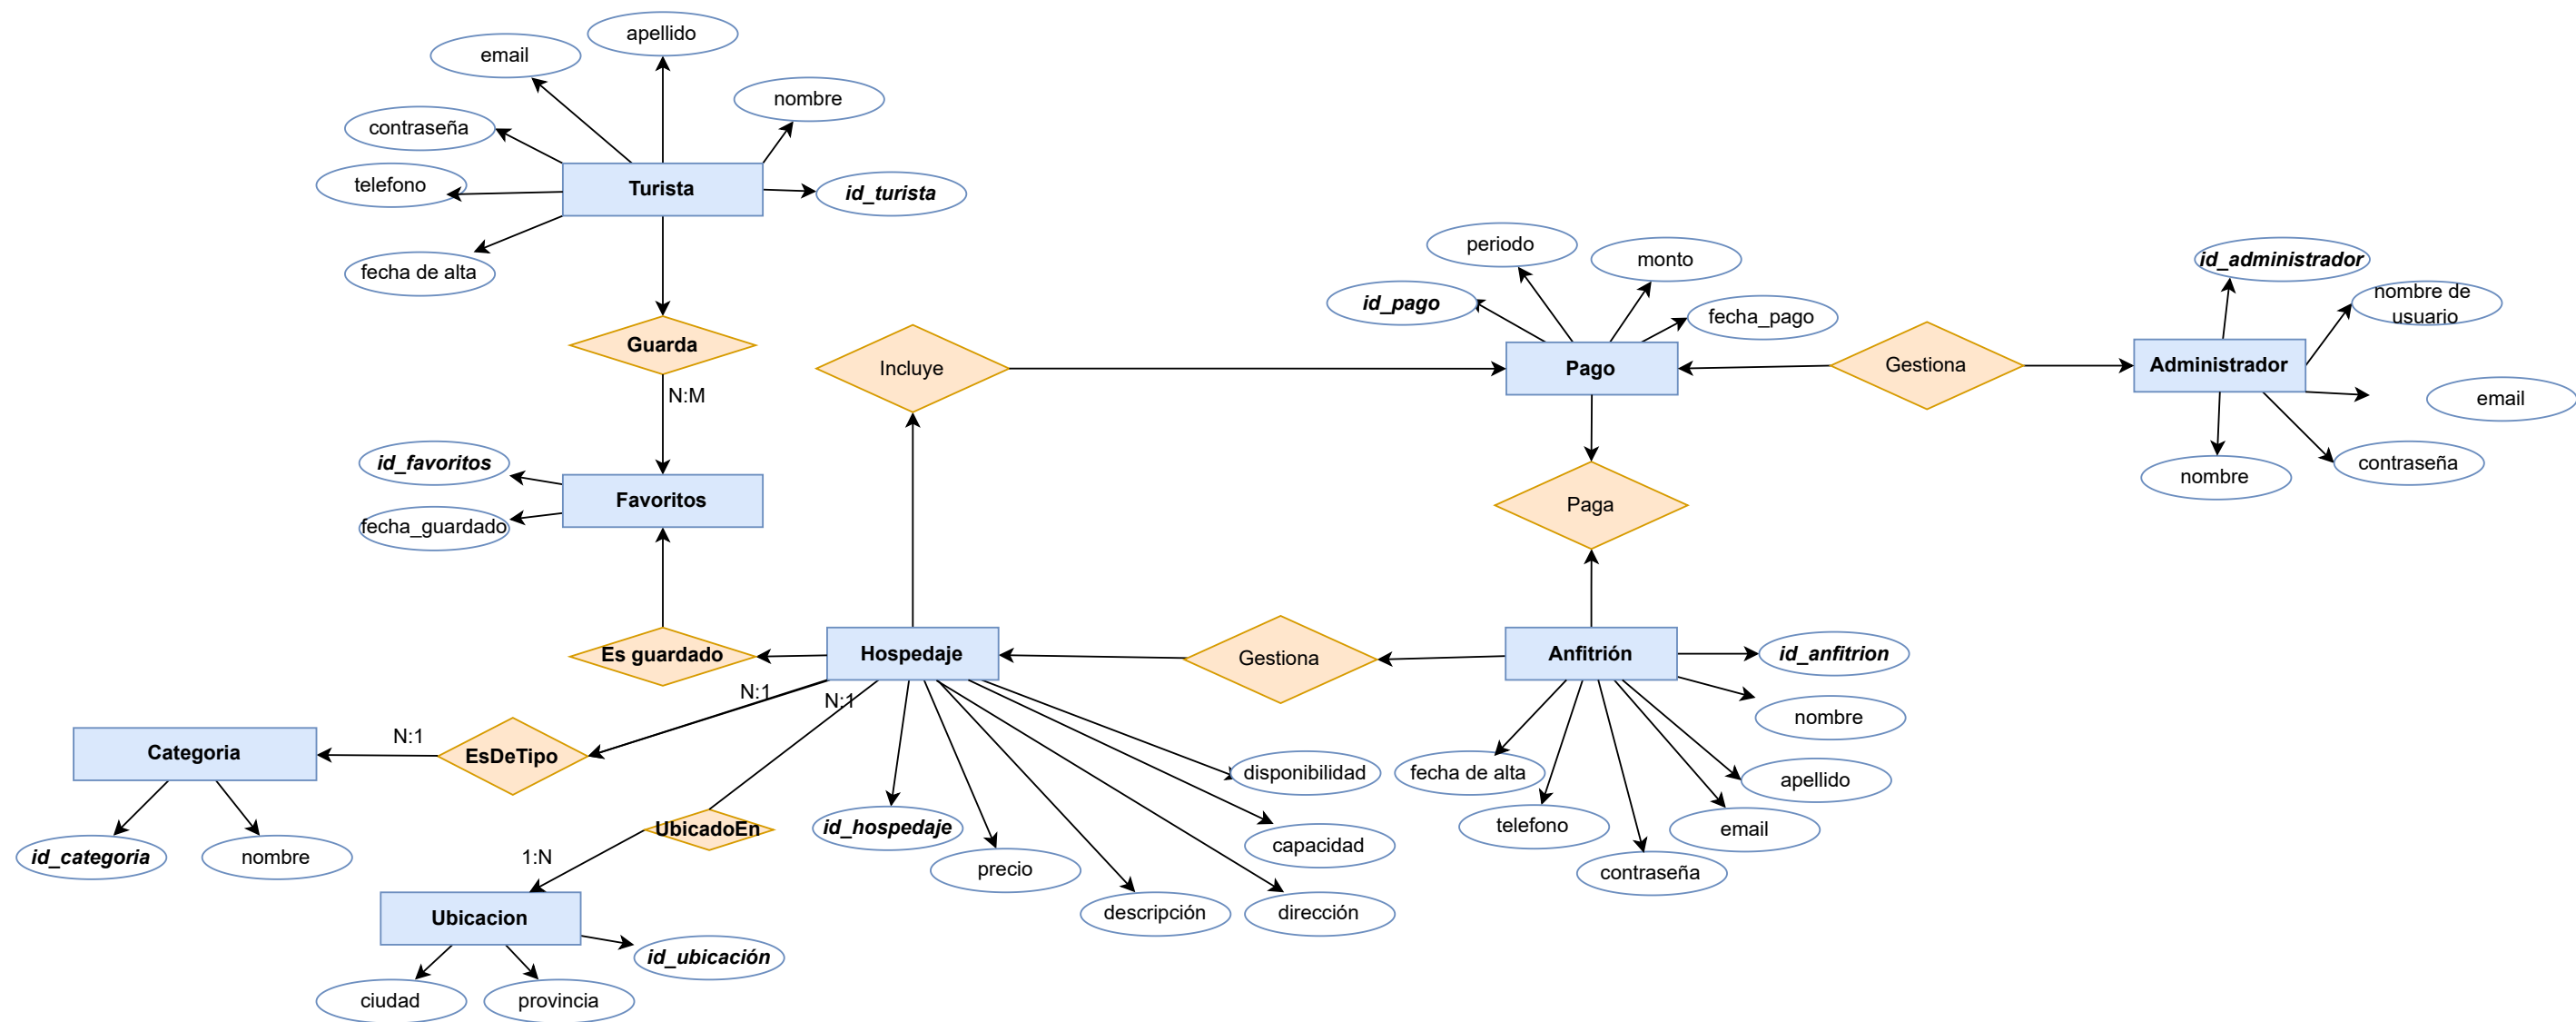 apellido
email
nombre
contraseña
telefono
Turista
id_turista
fecha de alta
Guarda
N:M
id_favoritos
Favoritos
fecha_guardado
Es guardado
Incluye
periodo
monto
id_pago
fecha_pago
Pago
Gestiona
Administrador
id_administrador
nombre de
usuario
email
contraseña
nombre
Paga
Hospedaje
Gestiona
Anfitrión
id_anfitrion
nombre
apellido
email
contraseña
telefono
fecha de alta
N:1
N:1
N:1
Categoria
EsDeTipo
id_categoria
nombre
UbicadoEn
1:N
Ubicacion
id_ubicación
ciudad
provincia
id_hospedaje
precio
descripción
dirección
capacidad
disponibilidad